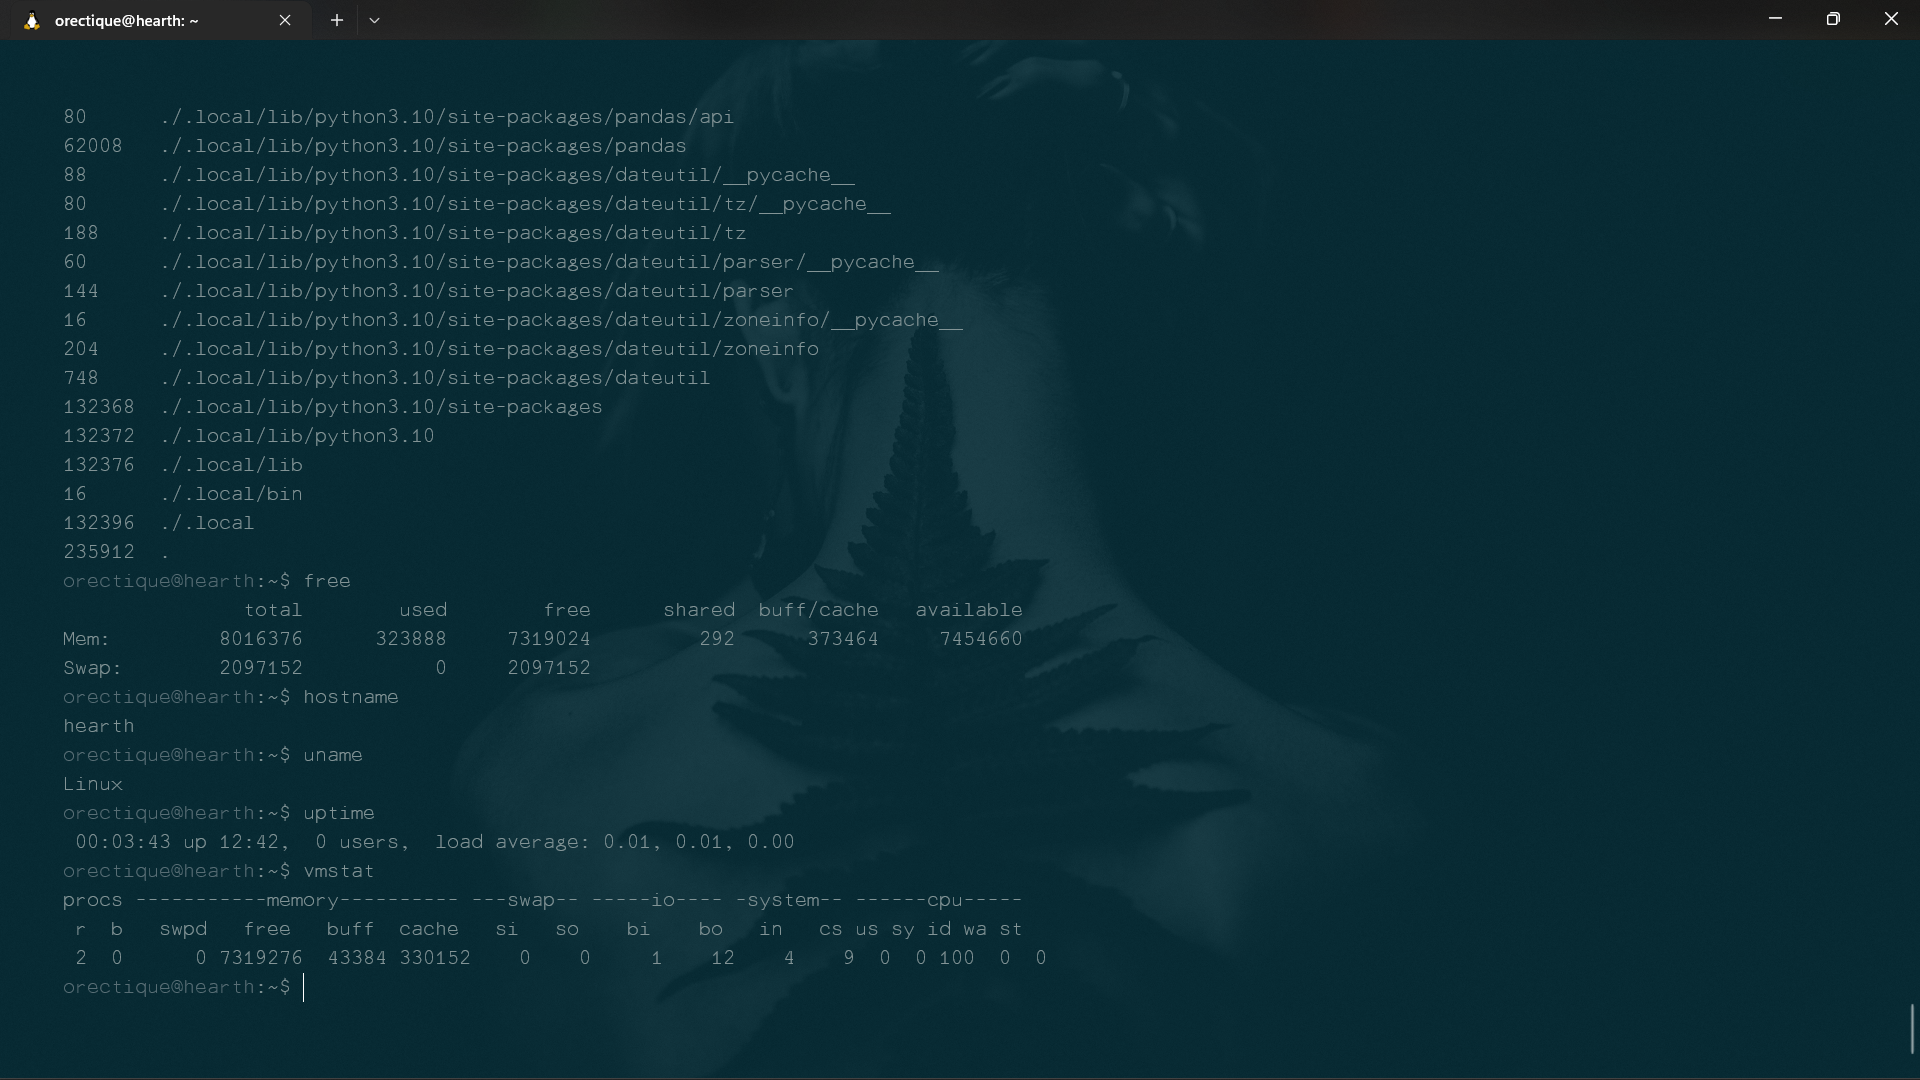 orectique@hearth: ~
80      ./.local/lib/python3.10/site-packages/pandas/api
62008   ./.local/lib/python3.10/site-packages/pandas
88      ./.local/lib/python3.10/site-packages/dateutil/__pycache__
80      ./.local/lib/python3.10/site-packages/dateutil/tz/__pycache__
188     ./.local/lib/python3.10/site-packages/dateutil/tz
60      ./.local/lib/python3.10/site-packages/dateutil/parser/__pycache__
144     ./.local/lib/python3.10/site-packages/dateutil/parser
16      ./.local/lib/python3.10/site-packages/dateutil/zoneinfo/__pycache__
204     ./.local/lib/python3.10/site-packages/dateutil/zoneinfo
748     ./.local/lib/python3.10/site-packages/dateutil
132368  ./.local/lib/python3.10/site-packages
132372  ./.local/lib/python3.10
132376  ./.local/lib
16      ./.local/bin
132396  ./.local
235912  .
orectique@hearth:~$ free
               total        used        free      shared  buff/cache   available
Mem:         8016376      323888     7319024         292      373464     7454660
Swap:        2097152           0     2097152
orectique@hearth:~$ hostname
hearth
orectique@hearth:~$ uname
Linux
orectique@hearth:~$ uptime
 00:03:43 up 12:42,  0 users,  load average: 0.01, 0.01, 0.00
orectique@hearth:~$ vmstat
procs -----------memory---------- ---swap-- -----io---- -system-- ------cpu-----
 r  b   swpd   free   buff  cache   si   so    bi    bo   in   cs us sy id wa st
 2  0      0 7319276  43384 330152    0    0     1    12    4    9  0  0 100  0  0
orectique@hearth:~$